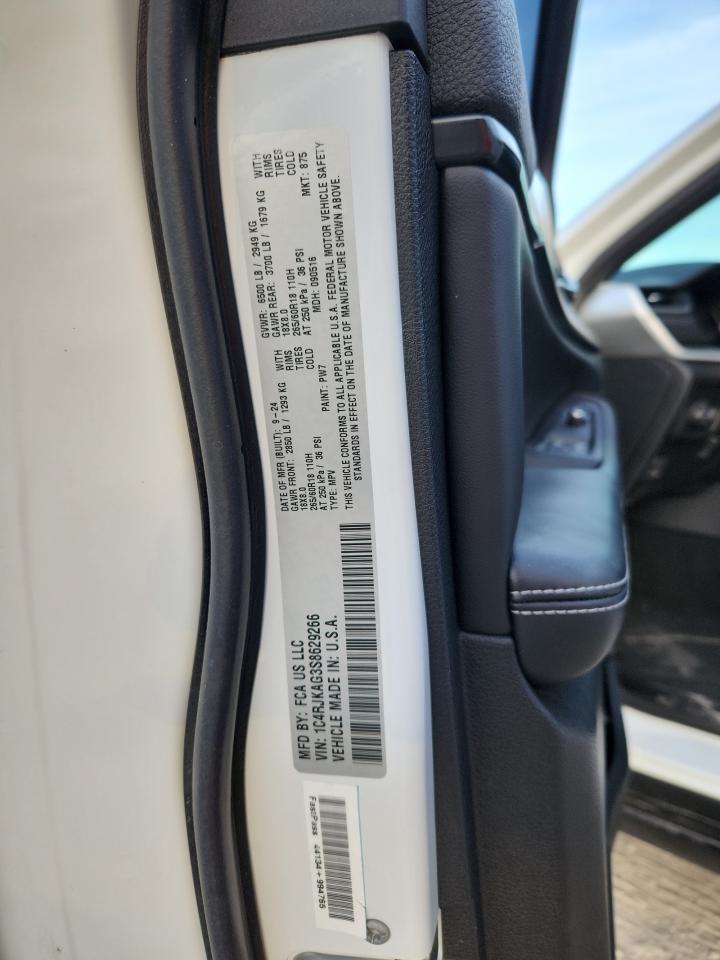 MFD BY: FCA US LLC
VIN: 1C4RJKAG3S8629266
VEHICLE MADE IN: U.S.A.
DATE OF MFR (BUILT): 9-24 GVWR: 6500 LB / 2949 KG
GAWR FRONT: 2850 LB / 1293 KG WITH GAWR REAR: 3700 LB / 1679 KG WITH
18X8.0 RIMS 18X8.0 RIMS
265/60R18 110H TIRES 265/60R18 110H TIRES
AT 250 kPa / 36 PSI COLD AT 250 kPa / 36 PSI COLD
TYPE: MPV PAINT: PW7 MDH: 090516 MKT: 875
THIS VEHICLE CONFORMS TO ALL APPLICABLE U.S.A. FEDERAL MOTOR VEHICLE SAFETY
STANDARDS IN EFFECT ON THE DATE OF MANUFACTURE SHOWN ABOVE.
FastPass 44134+994765